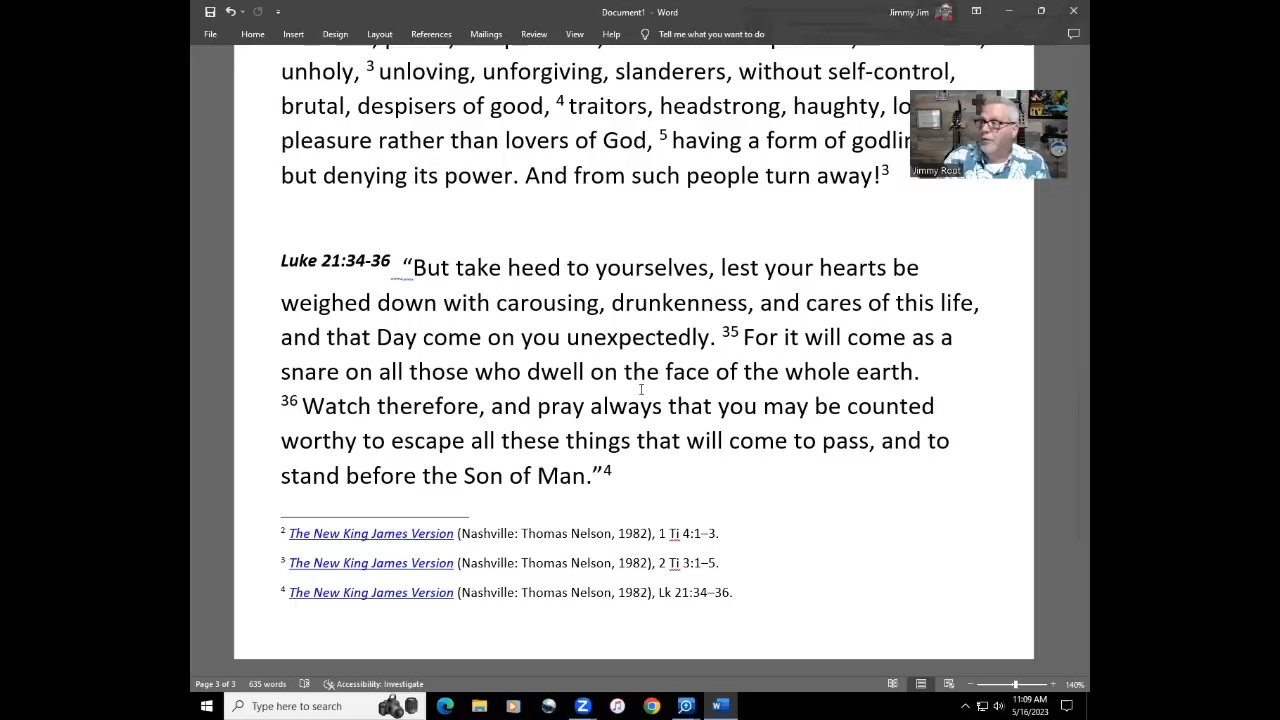 Document1 - Word
Jimmy Jim
File Home Insert Design Layout References Mailings Review View Help Tell me what you want to do
unholy, 3 unloving, unforgiving, slanderers, without self-control,
brutal, despisers of good, 4 traitors, headstrong, haughty,
pleasure rather than lovers of God, 5 having a form of
but denying its power. And from such people turn away!3
Jimmy Root
Luke 21:34-36 “But take heed to yourselves, lest your hearts be
weighed down with carousing, drunkenness, and cares of this life,
and that Day come on you unexpectedly. 35 For it will come as a
snare on all those who dwell on the face of the whole earth.
36 Watch therefore, and pray always that you may be counted
worthy to escape all these things that will come to pass, and to
stand before the Son of Man.”4
2 The New King James Version (Nashville: Thomas Nelson, 1982), 1 Ti 4:1–3.
3 The New King James Version (Nashville: Thomas Nelson, 1982), 2 Ti 3:1–5.
4 The New King James Version (Nashville: Thomas Nelson, 1982), Lk 21:34–36.
Page 3 of 3 635 words Accessibility: Investigate 140%
Type here to search
11:09 AM
5/16/2023